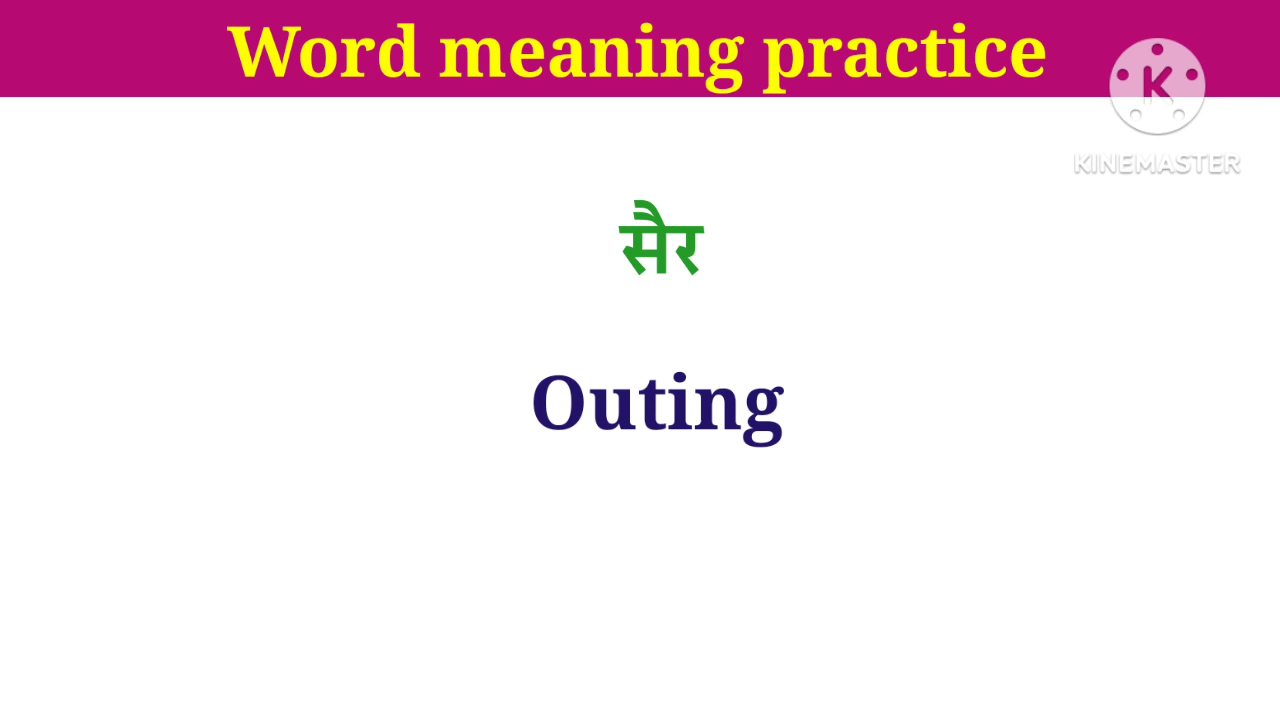 Word meaning practice
K
KINEMASTER
सैर
Outing